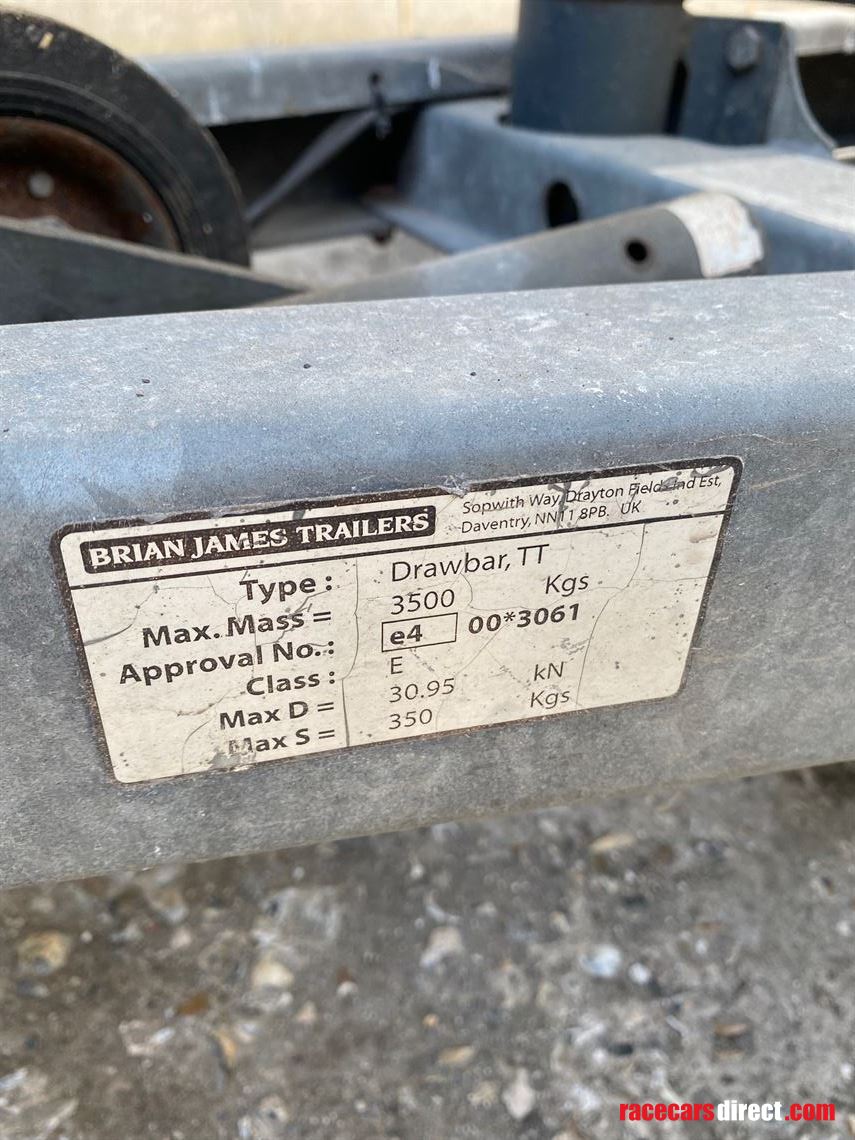 BRIAN JAMES TRAILERS
Sopwith Way, Drayton Fields Ind Est,
Daventry, NN11 8PB. UK
Type : Drawbar, TT
Max. Mass = 3500 Kgs
Approval No. : e4 00*3061
Class : E
Max D = 30.95 kN
Max S = 350 Kgs
racecarsdirect.com